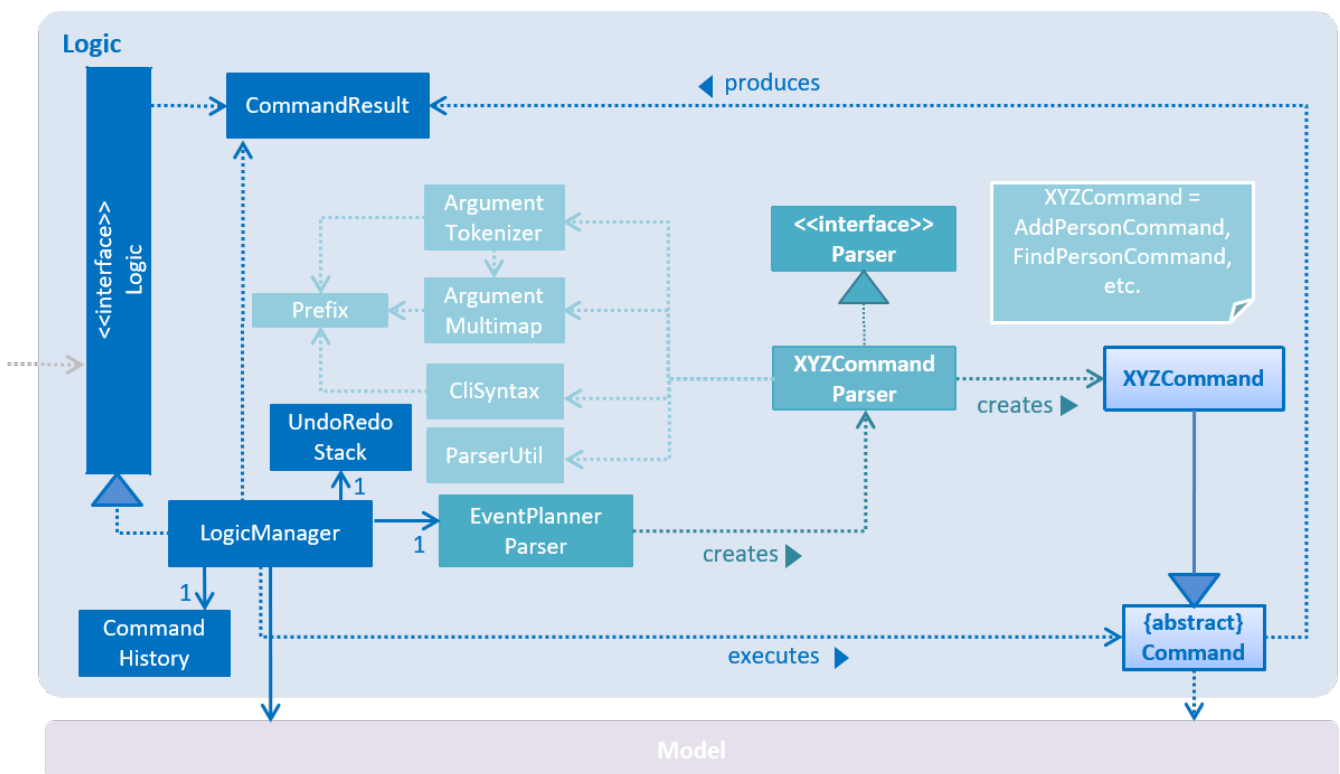 Logic
CommandResult
produces
<<interface>>
Logic
Argument
Tokenizer
<<interface>>
Parser
XYZCommand =
AddPersonCommand,
FindPersonCommand,
etc.
Prefix
Argument
Multimap
XYZCommand
Parser
creates
XYZCommand
CliSyntax
UndoRedo
Stack
ParserUtil
1
LogicManager
1
EventPlanner
Parser
creates
1
Command
History
executes
{abstract}
Command
Model